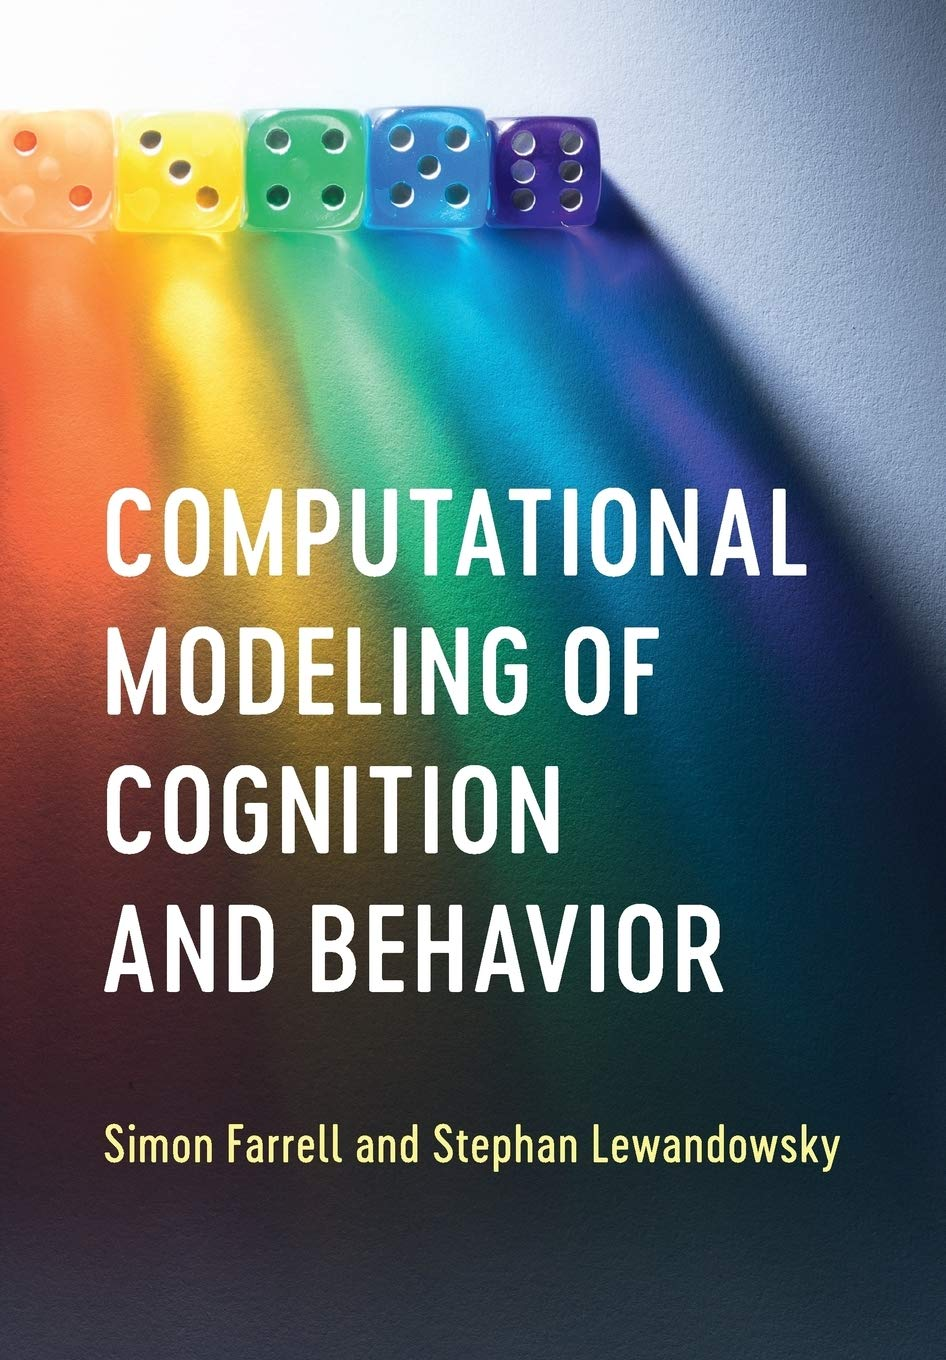 COMPUTATIONAL
MODELING OF
COGNITION
AND BEHAVIOR
Simon Farrell and Stephan Lewandowsky